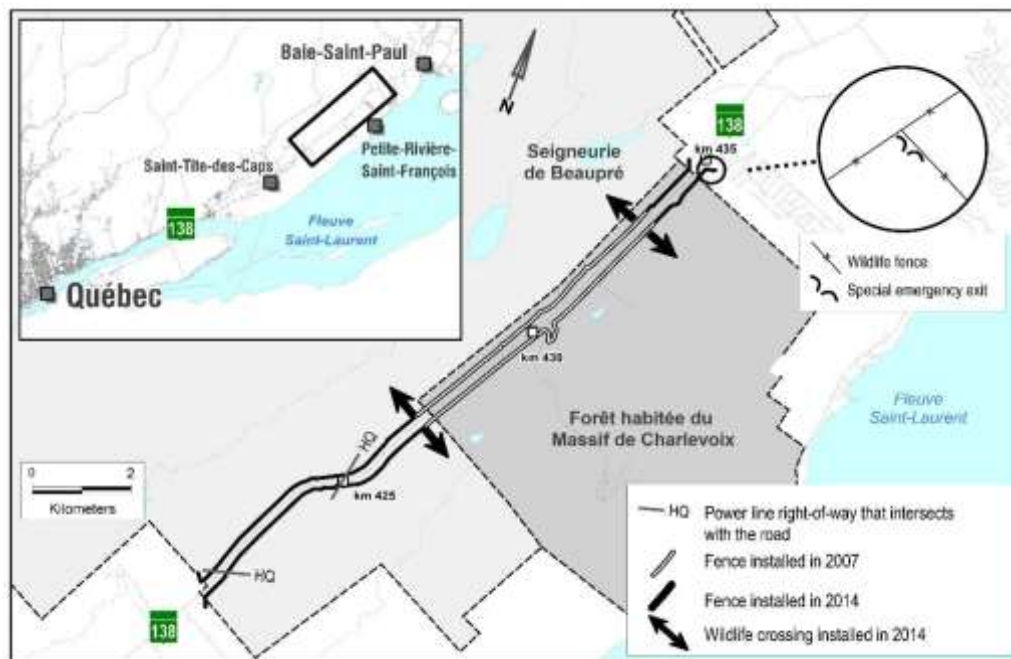 Baie-Saint-Paul
Petite-Rivière-
Saint-François
Saint-Tite-des-Caps
138
Fleuve
Saint-Laurent
Québec
N
138
km 435
Seigneurie
de Beaupré
Wildlife fence
Special emergency exit
km 430
Forêt habitée du
Massif de Charlevoix
Fleuve
Saint-Laurent
HQ
km 425
0 2
Kilometers
HQ
138
HQ Power line right-of-way that intersects
with the road
Fence installed in 2007
Fence installed in 2014
Wildlife crossing installed in 2014